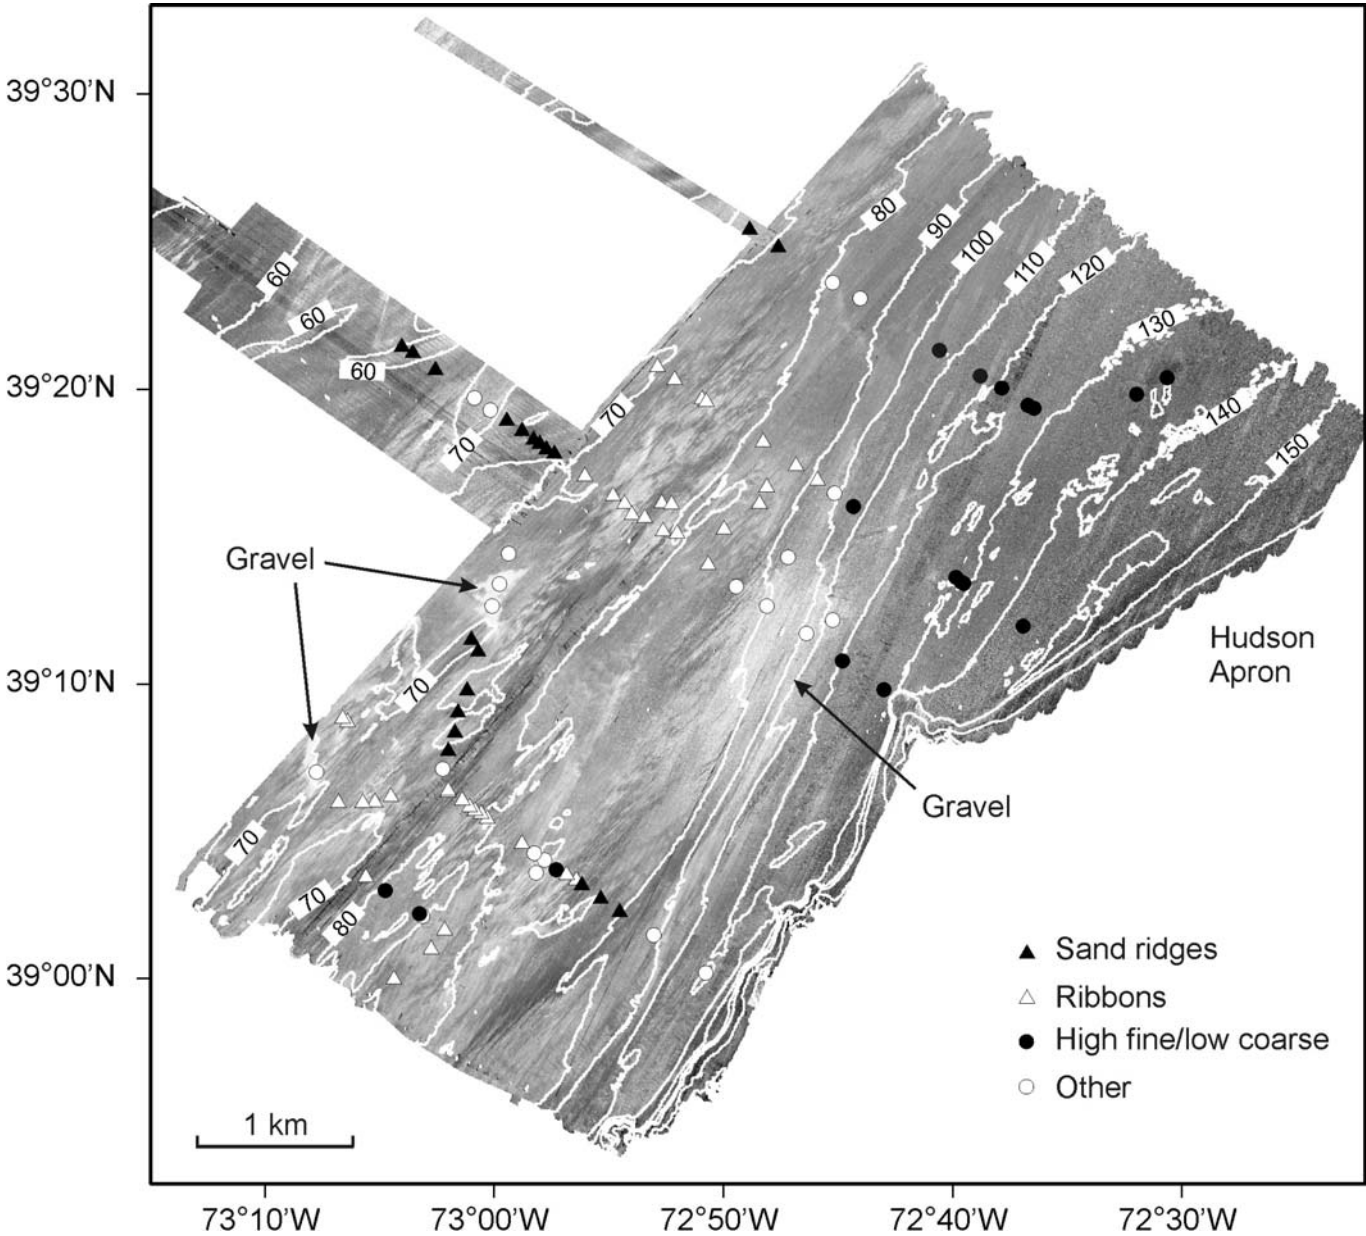 39°30'N
39°20'N
39°10'N
39°00'N
80
90
100
110
120
130
140
150
60
60
60
70
70
70
70
70
80
Gravel
Gravel
Hudson
Apron
Sand ridges
Ribbons
High fine/low coarse
Other
1 km
73°10'W
73°00'W
72°50'W
72°40'W
72°30'W